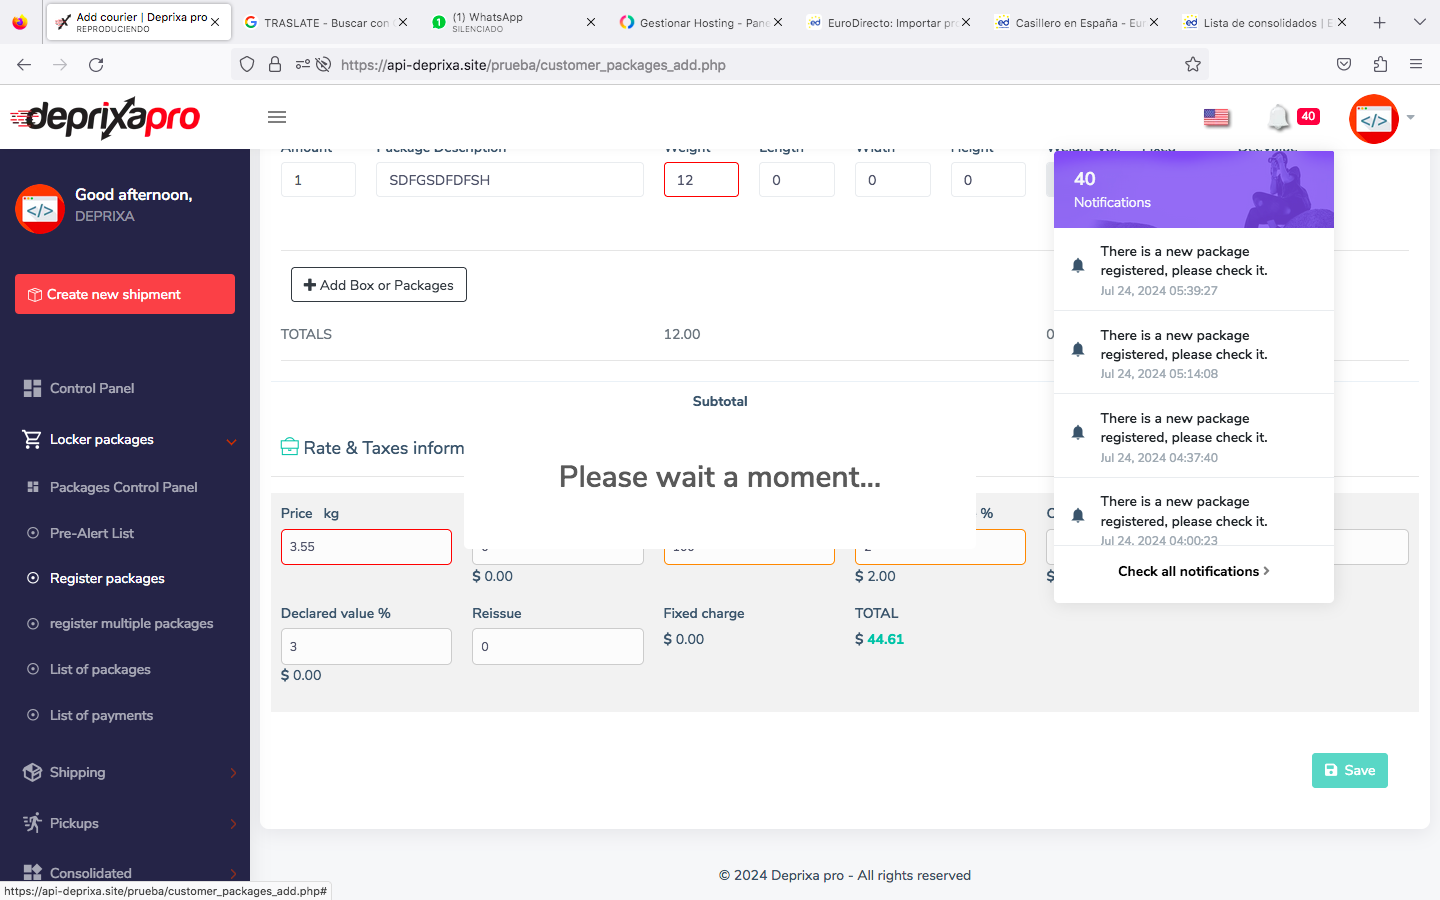 Add courier | Deprixa pro
REPRODUCIENDO
TRASLATE - Buscar con
(1) WhatsApp
SILENCIADO
Gestionar Hosting - Pane
EuroDirecto: Importar pr
Casillero en España - Eu
Lista de consolidados |
https://api-deprixa.site/prueba/customer_packages_add.php
deprixapro
40
Good afternoon,
DEPRIXA
Create new shipment
Control Panel
Locker packages
Packages Control Panel
Pre-Alert List
Register packages
register multiple packages
List of packages
List of payments
Shipping
Pickups
Consolidated
https://api-deprixa.site/prueba/customer_packages_add.php#
Amount Package Description Weight Length Width Height
1 SDFGSDFDFSH 12 0 0 0
Add Box or Packages
TOTALS 12.00
Subtotal
Rate & Taxes inform
Please wait a moment...
Price kg %
3.55
$ 0.00 $ 2.00 $
Declared value % Reissue Fixed charge TOTAL
3 0 $ 0.00 $ 44.61
$ 0.00
Save
© 2024 Deprixa pro - All rights reserved
40
Notifications
There is a new package
registered, please check it.
Jul 24, 2024 05:39:27
There is a new package
registered, please check it.
Jul 24, 2024 05:14:08
There is a new package
registered, please check it.
Jul 24, 2024 04:37:40
There is a new package
registered, please check it.
Jul 24, 2024 04:00:23
Check all notifications